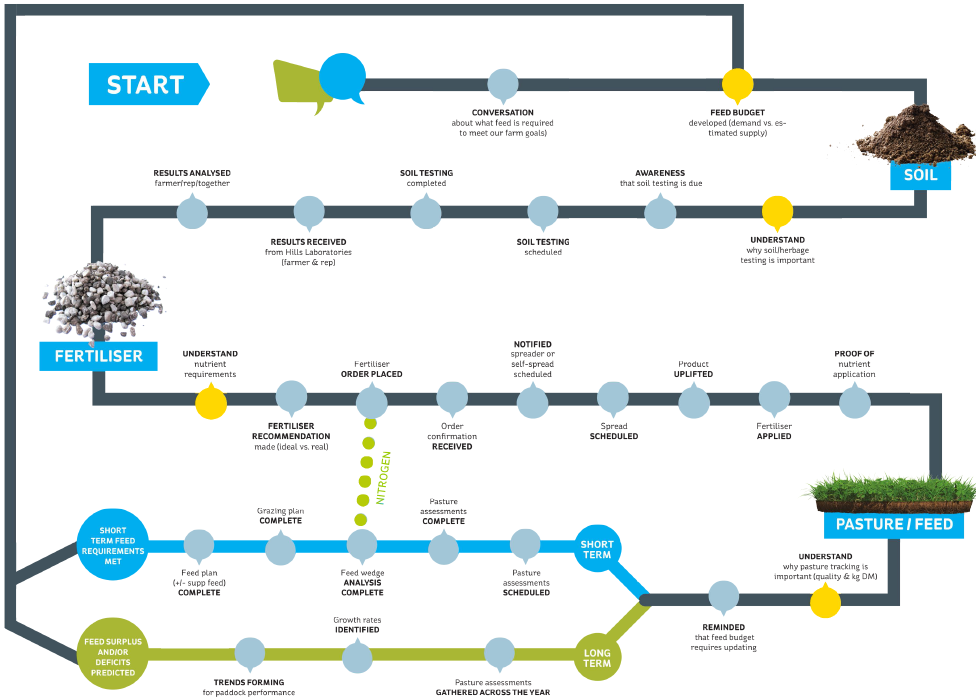 START
CONVERSATION
about what feed is required
to meet our farm goals)
FEED BUDGET
developed (demand vs. es-
timated supply)
SOIL
RESULTS ANALYSED
farmer/rep/together
RESULTS RECEIVED
from Hills Laboratories
(farmer & rep)
SOIL TESTING
completed
SOIL TESTING
scheduled
AWARENESS
that soil testing is due
UNDERSTAND
why soil/herbage
testing is important
FERTILISER
UNDERSTAND
nutrient
requirements
FERTILISER
RECOMMENDATION
made (ideal vs. real)
Fertiliser
ORDER PLACED
Order
confirmation
RECEIVED
NOTIFIED
spreader or
self-spread
scheduled
Spread
SCHEDULED
Product
UPLIFTED
Fertiliser
APPLIED
PROOF OF
nutrient
application
NITROGEN
PASTURE / FEED
UNDERSTAND
why pasture tracking is
important (quality & kg DM)
REMINDED
that feed budget
requires updating
SHORT
TERM
Pasture
assessments
SCHEDULED
Pasture
assessments
COMPLETE
Feed wedge
ANALYSIS
COMPLETE
Grazing plan
COMPLETE
Feed plan
(+/- supp feed)
COMPLETE
SHORT
TERM FEED
REQUIREMENTS
MET
LONG
TERM
Pasture assessments
GATHERED ACROSS THE YEAR
Growth rates
IDENTIFIED
TRENDS FORMING
for paddock performance
FEED SURPLUS
AND/OR
DEFICITS
PREDICTED